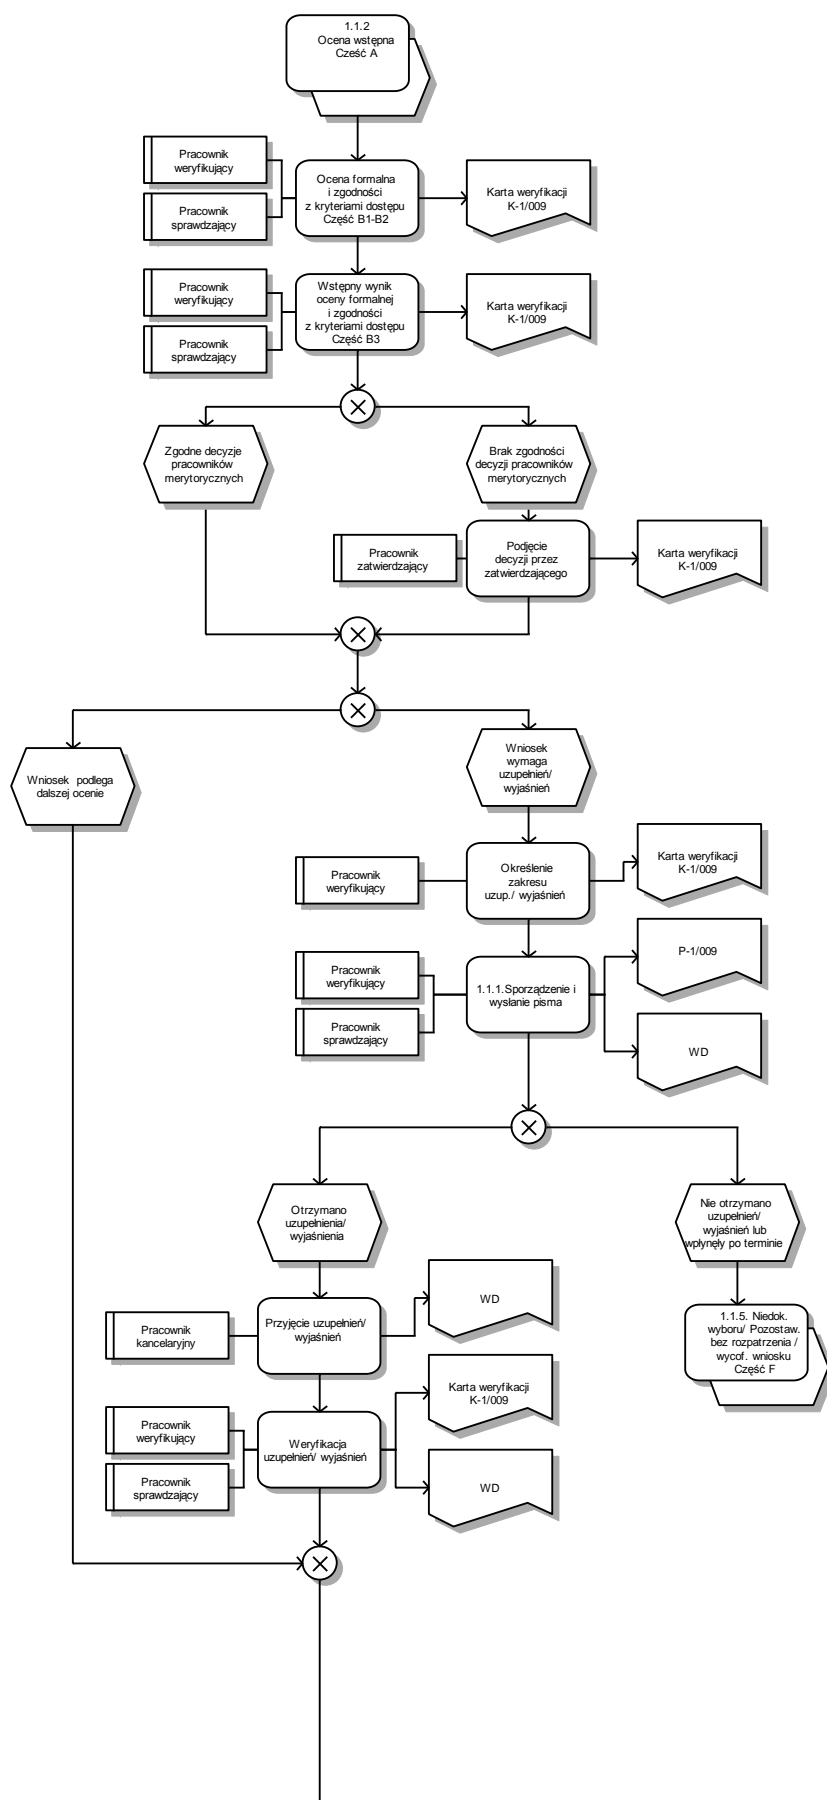 1.1.2
Ocena wstępna
Cześć A
Pracownik
weryfikujący
Pracownik
sprawdzający
Ocena formalna
i zgodności
z kryteriami dostępu
Część B1-B2
Karta weryfikacji
K-1/009
Pracownik
weryfikujący
Pracownik
sprawdzający
Wstępny wynik
oceny formalnej
i zgodności
z kryteriami dostępu
Część B3
Karta weryfikacji
K-1/009
Zgodne decyzje
pracowników
merytorycznych
Brak zgodności
decyzji pracowników
merytorycznych
Pracownik
zatwierdzający
Podjęcie
decyzji przez
zatwierdzającego
Karta weryfikacji
K-1/009
Wniosek podlega
dalszej ocenie
Wniosek
wymaga
uzupełnień/
wyjaśnień
Pracownik
weryfikujący
Określenie
zakresu
uzup./ wyjaśnień
Karta weryfikacji
K-1/009
Pracownik
weryfikujący
Pracownik
sprawdzający
1.1.1.Sporządzenie i
wysłanie pisma
P-1/009
WD
Otrzymano
uzupełnienia/
wyjaśnienia
Nie otrzymano
uzupełnień/
wyjaśnień lub
wpłynęły po terminie
Pracownik
kancelaryjny
Przyjęcie uzupełnień/
wyjaśnień
WD
1.1.5. Niedok.
wyboru/ Pozostaw.
bez rozpatrzenia /
wycof. wniosku
Część F
Pracownik
weryfikujący
Pracownik
sprawdzający
Weryfikacja
uzupełnień/ wyjaśnień
Karta weryfikacji
K-1/009
WD